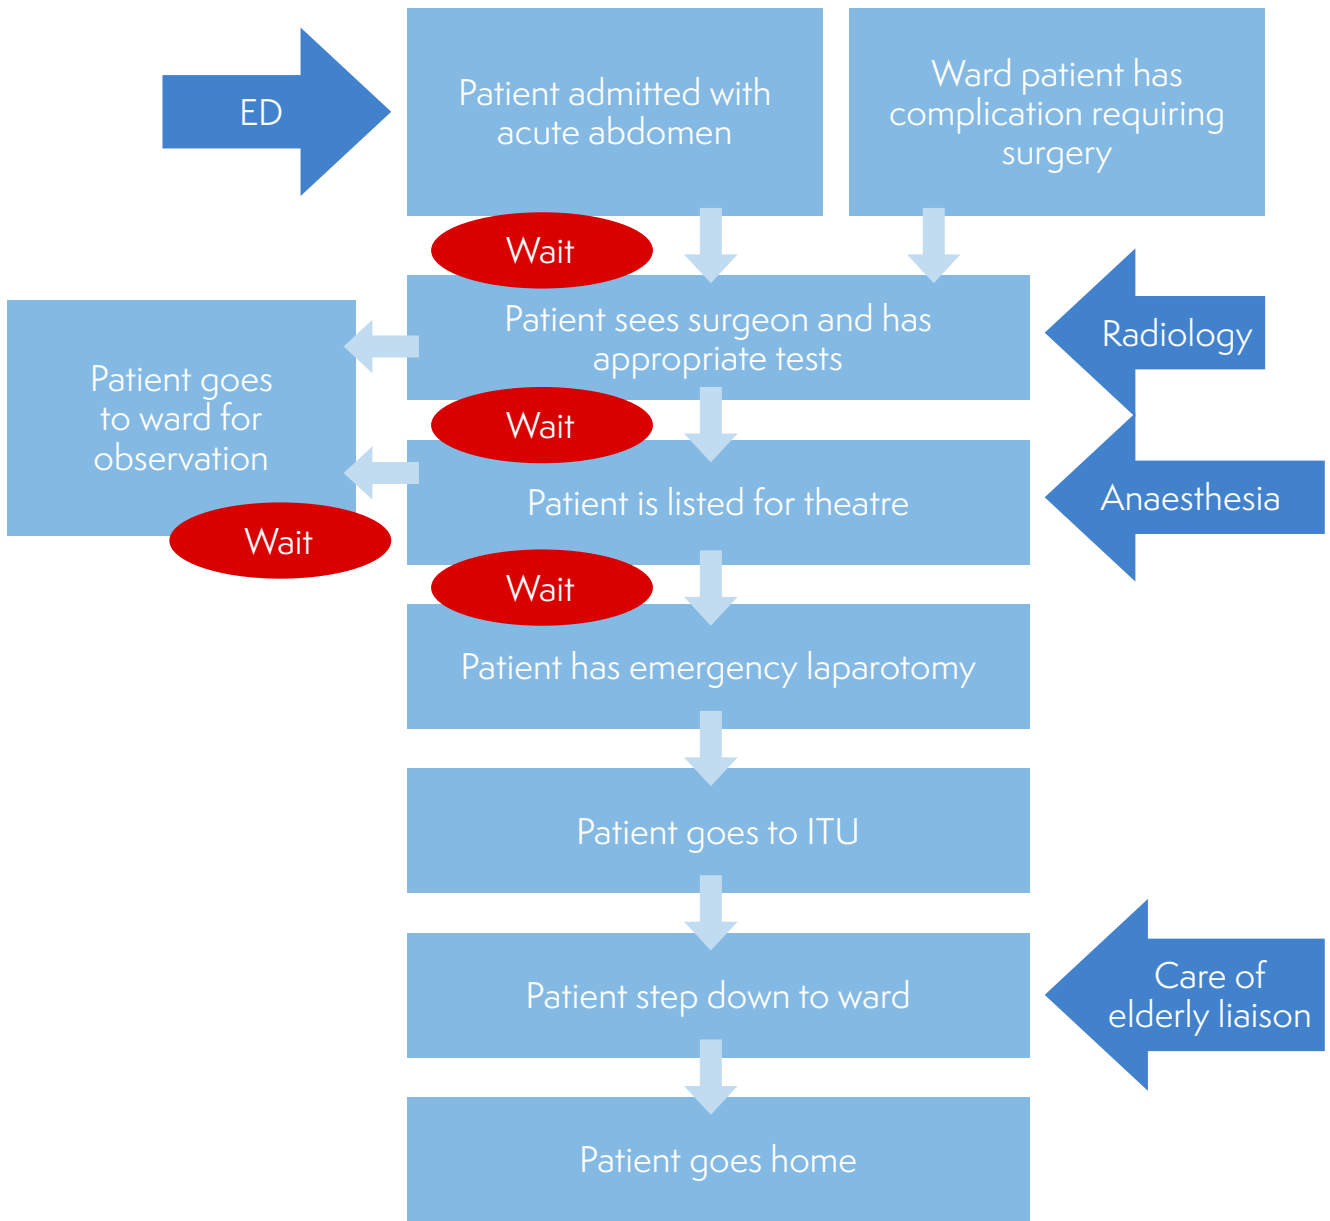 ED
Patient admitted with
acute abdomen
Ward patient has
complication requiring
surgery
Wait
Patient sees surgeon and has
appropriate tests
Radiology
Patient goes
to ward for
observation
Wait
Wait
Patient is listed for theatre
Anaesthesia
Wait
Patient has emergency laparotomy
Patient goes to ITU
Patient step down to ward
Care of
elderly liaison
Patient goes home